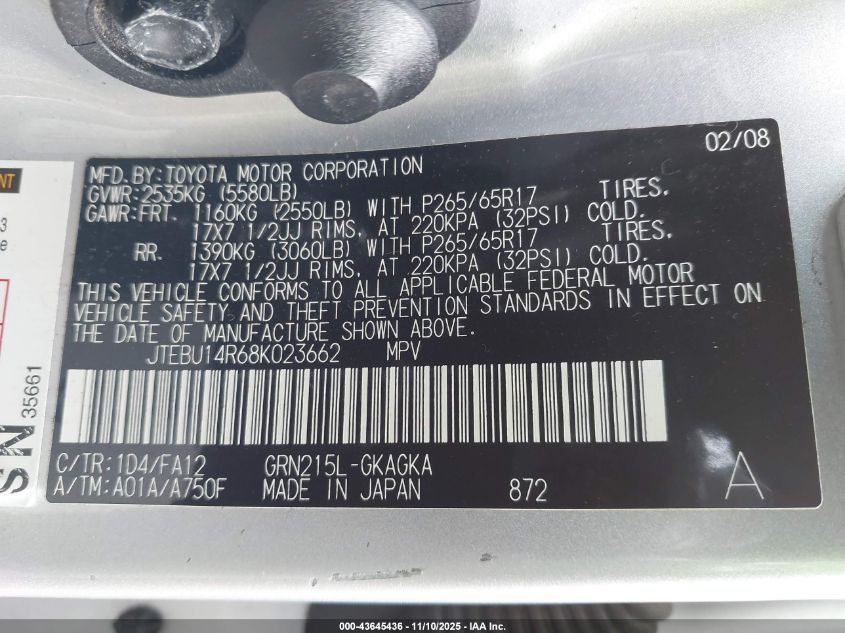 02/08
MFD.BY:TOYOTA MOTOR CORPORATION
GVWR:2535KG (5580LB)
GAWR:FRT. 1160KG (2550LB) WITH P265/65R17 TIRES.
17X7 1/2JJ RIMS, AT 220KPA (32PSI) COLD.
RR. 1390KG (3060LB) WITH P265/65R17 TIRES.
17X7 1/2JJ RIMS, AT 220KPA (32PSI) COLD.
THIS VEHICLE CONFORMS TO ALL APPLICABLE FEDERAL MOTOR
VEHICLE SAFETY AND THEFT PREVENTION STANDARDS IN EFFECT ON
THE DATE OF MANUFACTURE SHOWN ABOVE.
JTEBU14R68K023662 MPV
C/TR:1D4/FA12 GRN215L-GKAGKA
A/TM:A01A/A750F MADE IN JAPAN 872 A
35661
SN
000-43645436 - 11/10/2025 - IAA Inc.